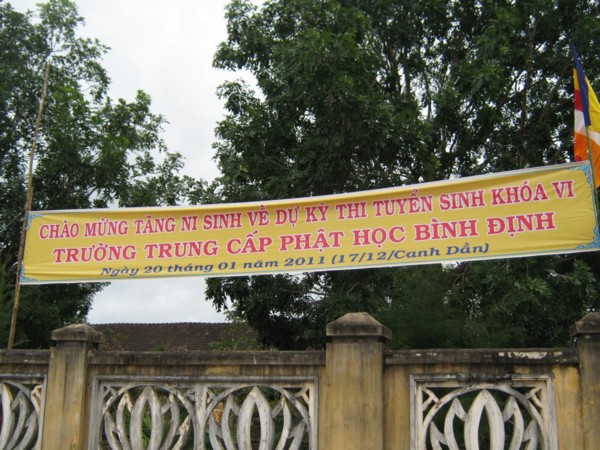 CHÀO MỪNG TĂNG NI SINH VỀ DỰ KỲ THI TUYỂN SINH KHÓA VI
TRƯỜNG TRUNG CẤP PHẬT HỌC BÌNH ĐỊNH
Ngày 20 tháng 01 năm 2011 (17/12/Canh Dần)